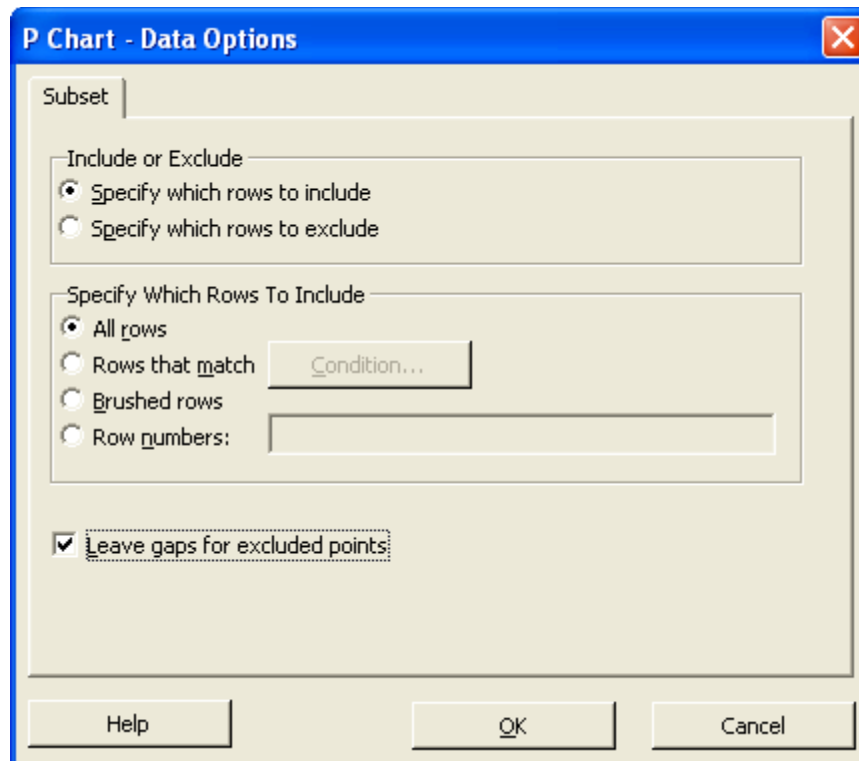 P Chart - Data Options
Subset
Include or Exclude
Specify which rows to include
Specify which rows to exclude
Specify Which Rows To Include
All rows
Rows that match Condition...
Brushed rows
Row numbers:
Leave gaps for excluded points
Help OK Cancel